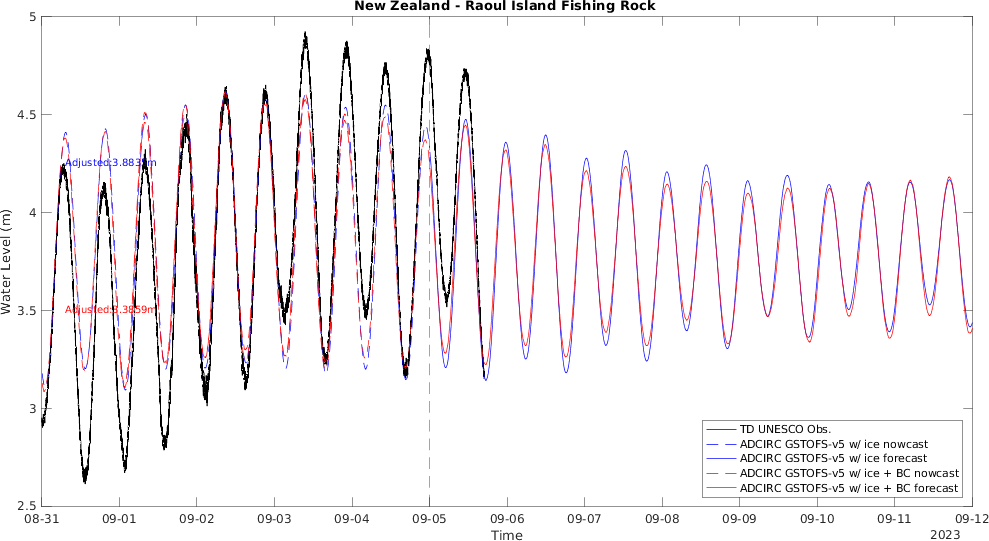 New Zealand - Raoul Island Fishing Rock
5
4.5
4
3.5
3
2.5
Water Level (m)
Adjusted:3.883
Adjusted:3.3859m
TD UNESCO Obs.
ADCIRC GSTOFS-v5 w/ ice nowcast
ADCIRC GSTOFS-v5 w/ ice forecast
ADCIRC GSTOFS-v5 w/ ice + BC nowcast
ADCIRC GSTOFS-v5 w/ ice + BC forecast
08-31 09-01 09-02 09-03 09-04 09-05 09-06 09-07 09-08 09-09 09-10 09-11 09-12
Time
2023